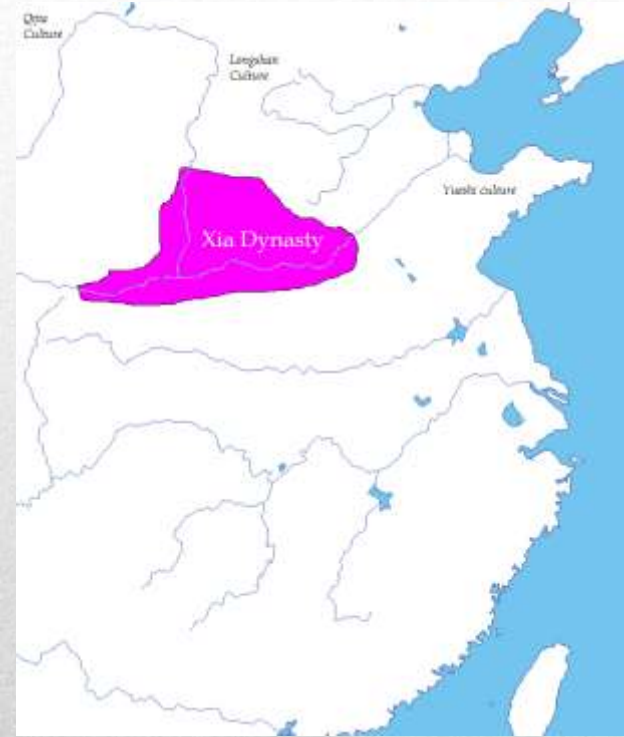 Qijia
Culture
Longshan
Culture
Yueshi culture
Xia Dynasty